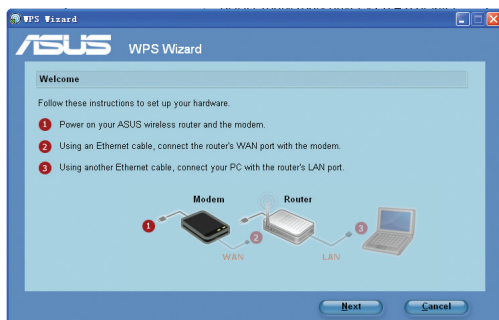 WPS Wizard
ASUS WPS Wizard
Welcome
Follow these instructions to set up your hardware.
1 Power on your ASUS wireless router and the modem.
2 Using an Ethernet cable, connect the router's WAN port with the modem.
3 Using another Ethernet cable, connect your PC with the router's LAN port.
Modem Router
1 2 3
WAN LAN
Next Cancel